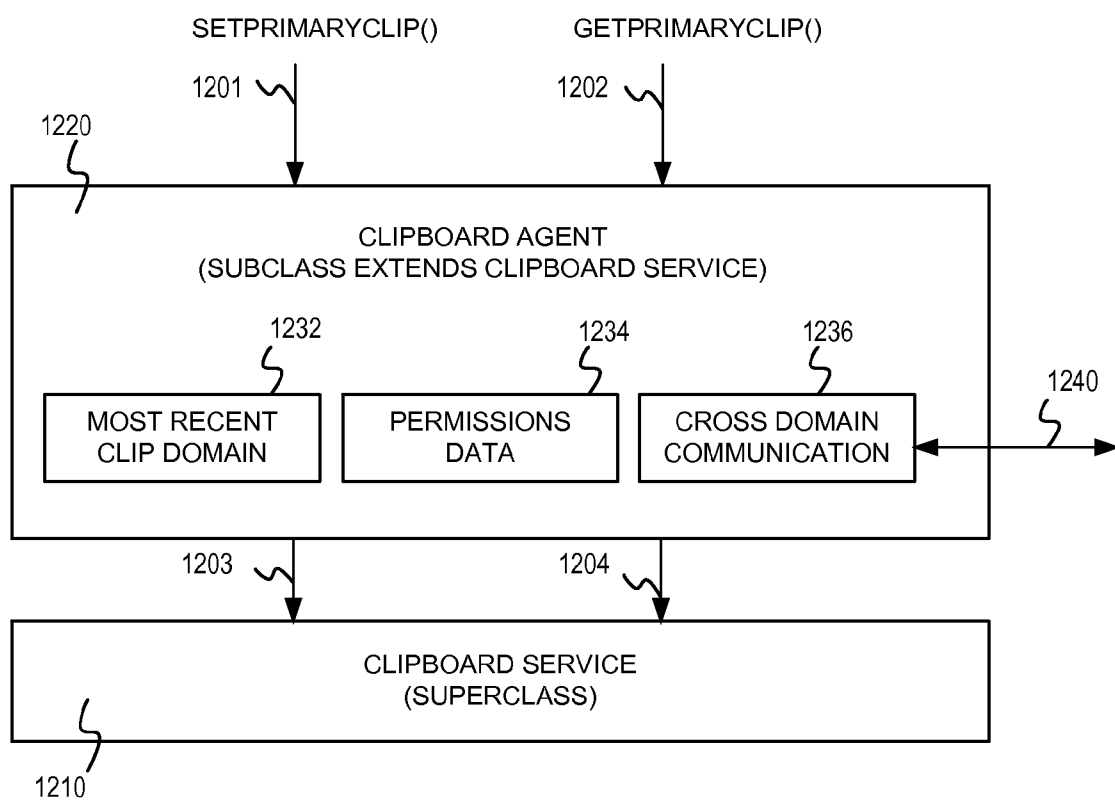 SETPRIMARYCLIP()
GETPRIMARYCLIP()
1201
1202
1220
CLIPBOARD AGENT
(SUBCLASS EXTENDS CLIPBOARD SERVICE)
1232
1234
1236
1240
MOST RECENT
CLIP DOMAIN
PERMISSIONS
DATA
CROSS DOMAIN
COMMUNICATION
1203
1204
CLIPBOARD SERVICE
(SUPERCLASS)
1210